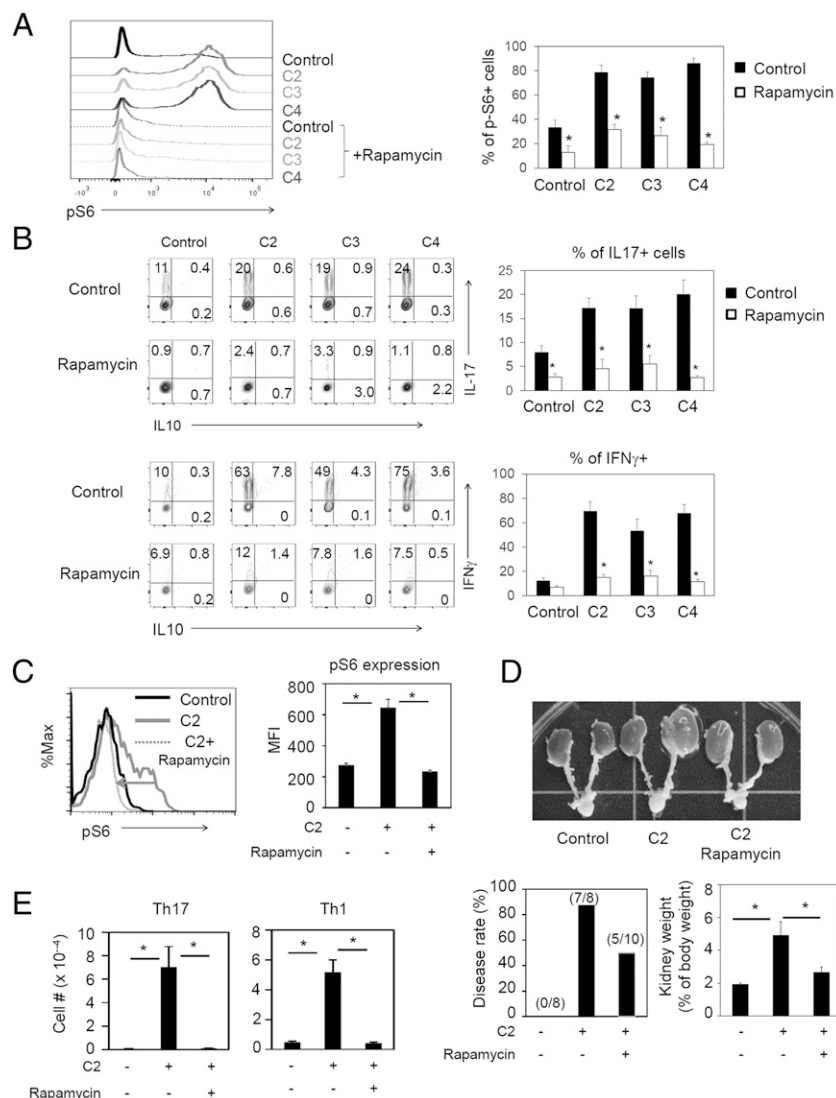 A
Control
C2
C3
C4
Control
C2
C3
C4
+Rapamycin
-10³ 0 10³ 10⁴ 10⁵
pS6
% of p-S6+ cells
100
80
60
40
20
0
* * * *
Control C2 C3 C4
Control
Rapamycin
B
Control C2 C3 C4
Control
11 0.4 20 0.6 19 0.9 24 0.3
0.2 0.6 0.7 0.3
Rapamycin
0.9 0.7 2.4 0.7 3.3 0.9 1.1 0.8
0.7 0.7 3.0 2.2
IL-17
IL10
% of IL17+ cells
25
20
15
10
5
0
* * * *
Control C2 C3 C4
Control
Rapamycin
Control
10 0.3 63 7.8 49 4.3 75 3.6
0.2 0 0.1 0.1
Rapamycin
6.9 0.8 12 1.4 7.8 1.6 7.5 0.5
0.2 0 0 0
IFNγ
IL10
% of IFNγ+
100
80
60
40
20
0
* * *
Control C2 C3 C4
C
%Max
Control
C2
C2+
Rapamycin
pS6
pS6 expression
MFI
800
600
400
200
0
* *
C2 - + +
Rapamycin - - +
D
Control C2 C2
Rapamycin
E
Th17
Cell # (x 10⁻⁴)
10
8
6
4
2
0
* *
C2 - + +
Rapamycin - - +
Th1
8
6
4
2
0
* *
- + +
- - +
Disease rate (%)
100
80
60
40
20
0
(0/8)
(7/8)
(5/10)
C2 - + +
Rapamycin - - +
Kidney weight
(% of body weight)
8
6
4
2
0
* *
- + +
- - +